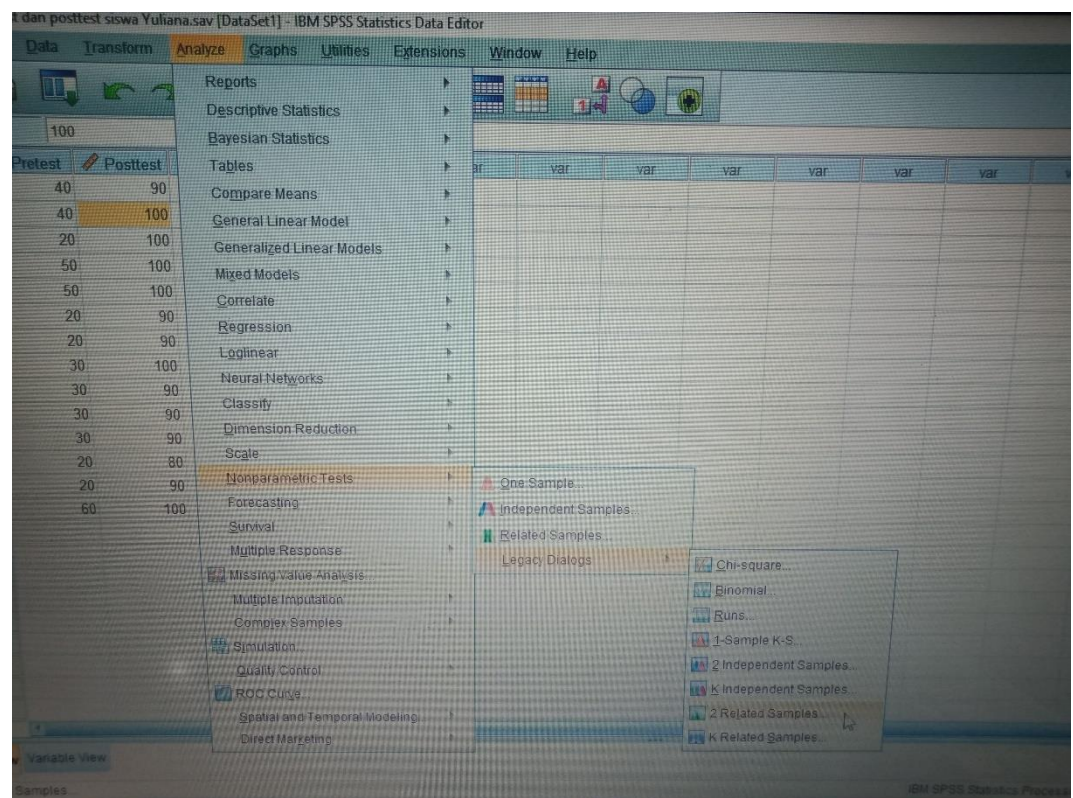 t dan posttest siswa Yuliana.sav [DataSet1] - IBM SPSS Statistics Data Editor
Data Transform Analyze Graphs Utilities Extensions Window Help
100
Pretest Posttest var var var var var var
40 90
40 100
20 100
50 100
50 100
20 90
20 90
30 100
30 90
30 90
30 90
20 80
20 90
60 100
Reports
Descriptive Statistics
Bayesian Statistics
Tables
Compare Means
General Linear Model
Generalized Linear Models
Mixed Models
Correlate
Regression
Loglinear
Neural Networks
Classify
Dimension Reduction
Scale
Nonparametric Tests
Forecasting
Survival
Multiple Response
Missing Value Analysis...
Multiple Imputation
Complex Samples
Simulation...
Quality Control
ROC Curve...
Spatial and Temporal Modeling
Direct Marketing
One Sample...
Independent Samples...
Related Samples...
Legacy Dialogs
Chi-square...
Binomial...
Runs...
1-Sample K-S...
2 Independent Samples...
K Independent Samples...
2 Related Samples...
K Related Samples...
Variable View
Samples...
IBM SPSS Statistics